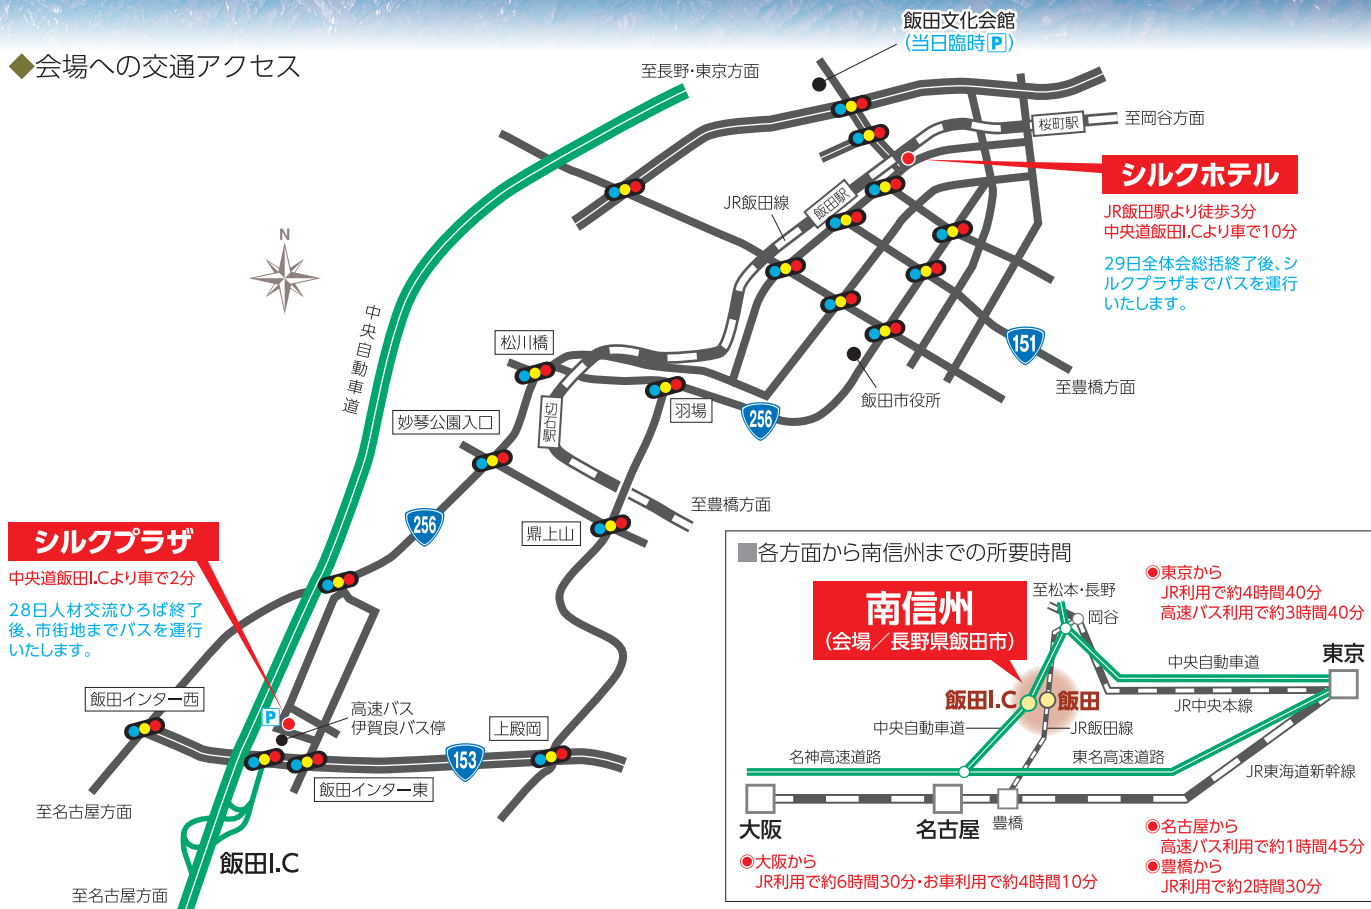 ◆会場への交通アクセス
飯田文化会館
(当日臨時P)
至長野・東京方面
桜町駅
至岡谷方面
シルクホテル
JR飯田駅より徒歩3分
中央道飯田I.Cより車で10分
29日全体会総括終了後、シ
ルクプラザまでバスを運行
いたします。
JR飯田線
飯田駅
N
中央自動車道
松川橋
151
至豊橋方面
飯田市役所
切石駅
羽場
256
妙琴公園入口
至豊橋方面
256
鼎上山
シルクプラザ
中央道飯田I.Cより車で2分
28日人材交流ひろば終了
後、市街地までバスを運行
いたします。
飯田インター西
P
高速バス
伊賀良バス停
上殿岡
153
飯田インター東
至名古屋方面
飯田I.C
至名古屋方面
■各方面から南信州までの所要時間
南信州
(会場／長野県飯田市)
至松本・長野
岡谷
◉東京から
JR利用で約4時間40分
高速バス利用で約3時間40分
中央自動車道
東京
JR中央本線
飯田I.C
飯田
中央自動車道
JR飯田線
名神高速道路
東名高速道路
JR東海道新幹線
大阪
名古屋
豊橋
◉名古屋から
高速バス利用で約1時間45分
◉豊橋から
JR利用で約2時間30分
◉大阪から
JR利用で約6時間30分・お車利用で約4時間10分